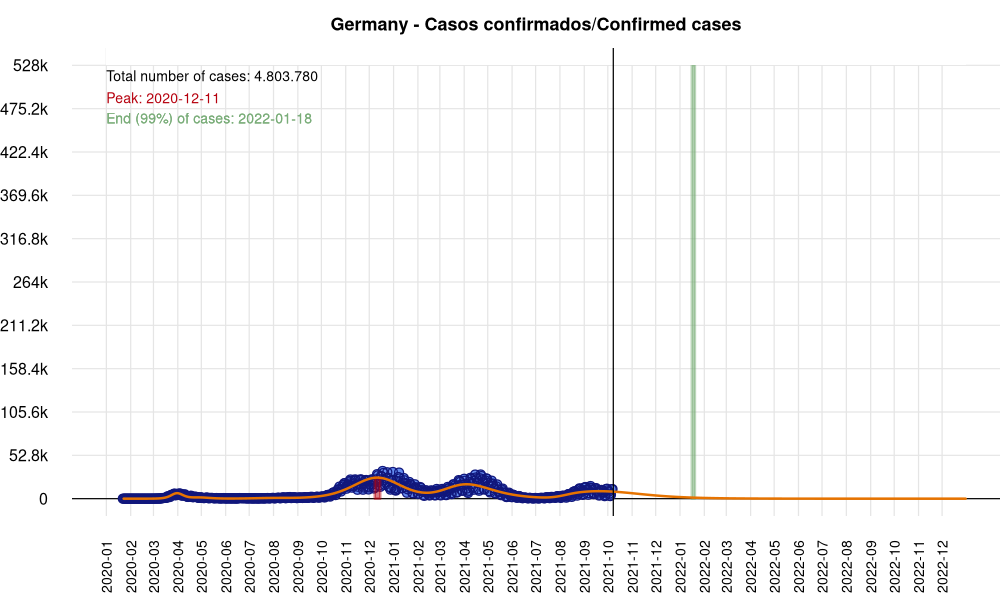 Germany - Casos confirmados/Confirmed cases
528k
475.2k
422.4k
369.6k
316.8k
264k
211.2k
158.4k
105.6k
52.8k
0
Total number of cases: 4.803.780
Peak: 2020-12-11
End (99%) of cases: 2022-01-18
2020-01
2020-02
2020-03
2020-04
2020-05
2020-06
2020-07
2020-08
2020-09
2020-10
2020-11
2020-12
2021-01
2021-02
2021-03
2021-04
2021-05
2021-06
2021-07
2021-08
2021-09
2021-10
2021-11
2021-12
2022-01
2022-02
2022-03
2022-04
2022-05
2022-06
2022-07
2022-08
2022-09
2022-10
2022-11
2022-12